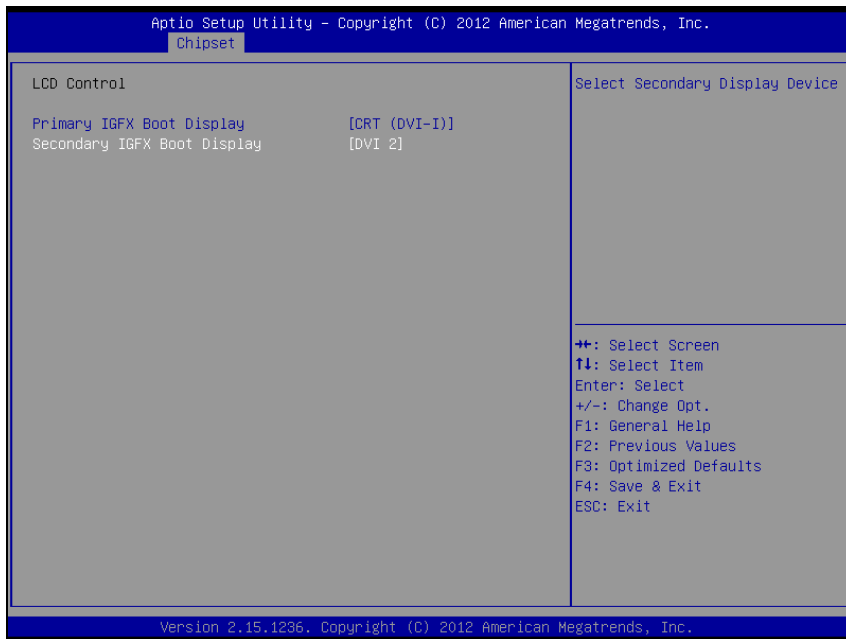 Aptio Setup Utility – Copyright (C) 2012 American Megatrends, Inc.
Chipset
LCD Control
Primary IGFX Boot Display [CRT (DVI-I)]
Secondary IGFX Boot Display [DVI 2]
Select Secondary Display Device
→←: Select Screen
↑↓: Select Item
Enter: Select
+/-: Change Opt.
F1: General Help
F2: Previous Values
F3: Optimized Defaults
F4: Save & Exit
ESC: Exit
Version 2.15.1236. Copyright (C) 2012 American Megatrends, Inc.